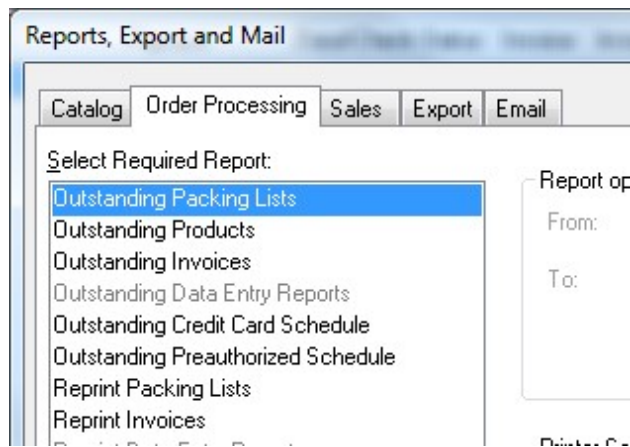 Reports, Export and Mail
Catalog Order Processing Sales Export Email
Select Required Report:
Outstanding Packing Lists
Outstanding Products
Outstanding Invoices
Outstanding Data Entry Reports
Outstanding Credit Card Schedule
Outstanding Preauthorized Schedule
Reprint Packing Lists
Reprint Invoices
Report op
From:
To: